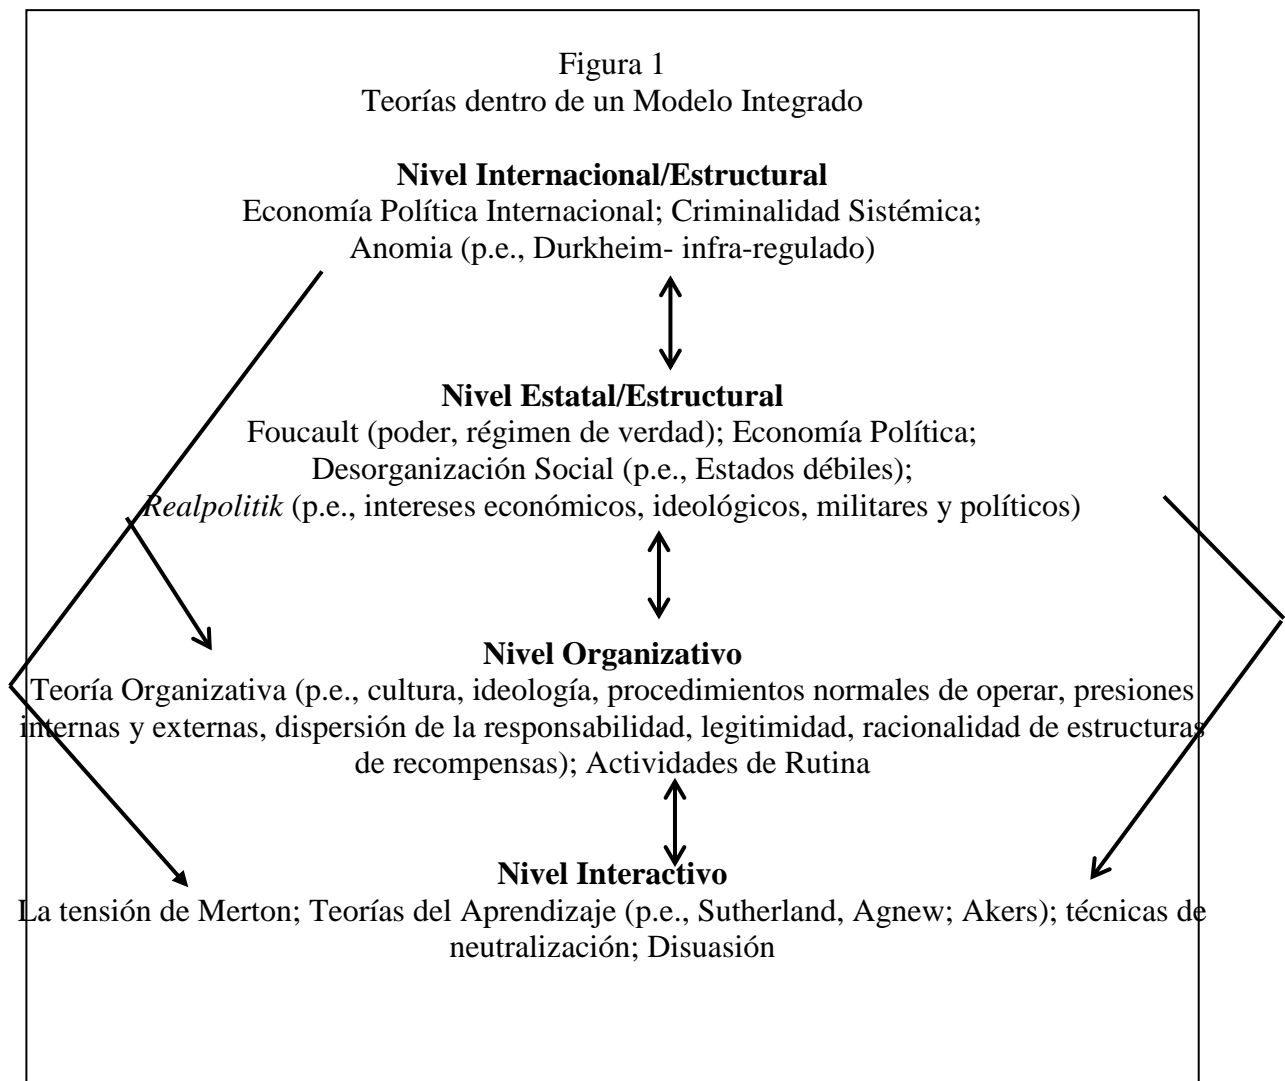 Figura 1
Teorías dentro de un Modelo Integrado
Nivel Internacional/Estructural
Economía Política Internacional; Criminalidad Sistémica;
Anomia (p.e., Durkheim- infra-regulado)
Nivel Estatal/Estructural
Foucault (poder, régimen de verdad); Economía Política;
Desorganización Social (p.e., Estados débiles);
Realpolitik (p.e., intereses económicos, ideológicos, militares y políticos)
Nivel Organizativo
Teoría Organizativa (p.e., cultura, ideología, procedimientos normales de operar, presiones
internas y externas, dispersión de la responsabilidad, legitimidad, racionalidad de estructuras
de recompensas); Actividades de Rutina
Nivel Interactivo
La tensión de Merton; Teorías del Aprendizaje (p.e., Sutherland, Agnew; Akers); técnicas de
neutralización; Disuasión